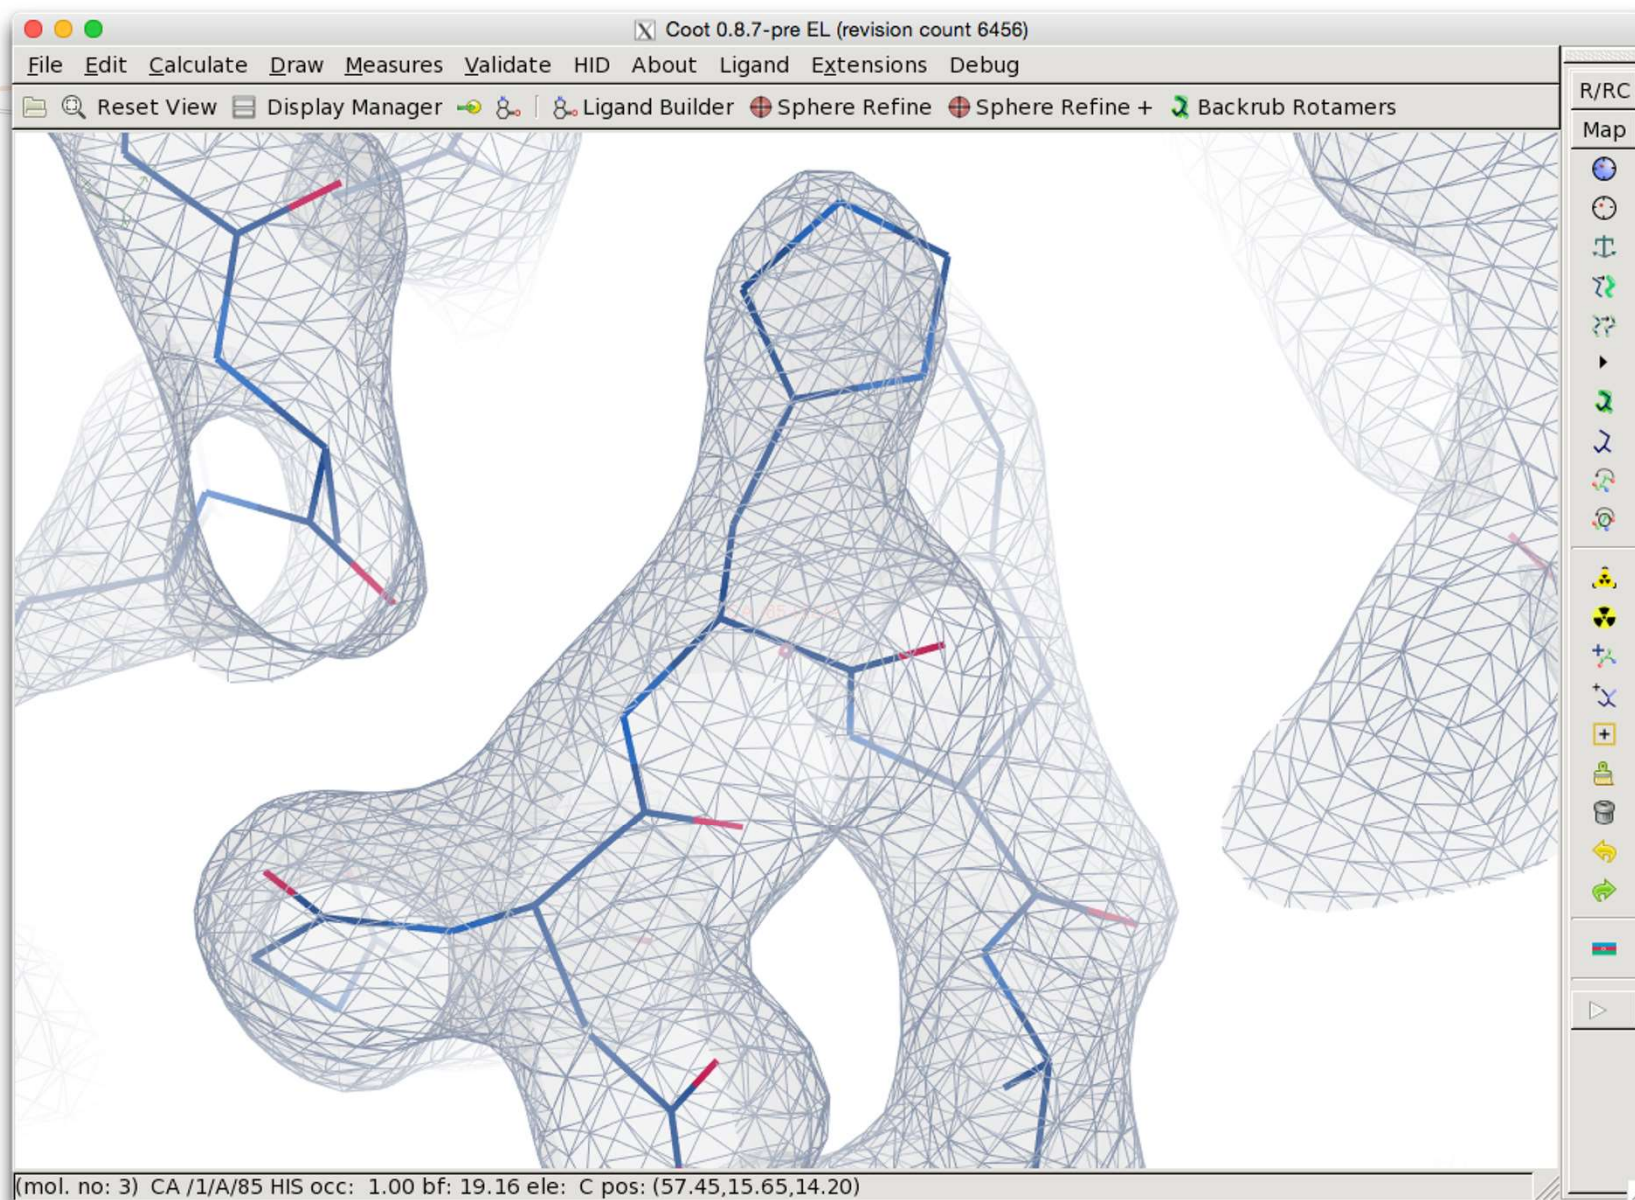 Coot 0.8.7-pre EL (revision count 6456)
File Edit Calculate Draw Measures Validate HID About Ligand Extensions Debug
R/RC
Reset View Display Manager Ligand Builder Sphere Refine Sphere Refine + Backrub Rotamers
Map
(mol. no: 3) CA /1/A/85 HIS occ: 1.00 bf: 19.16 ele: C pos: (57.45,15.65,14.20)